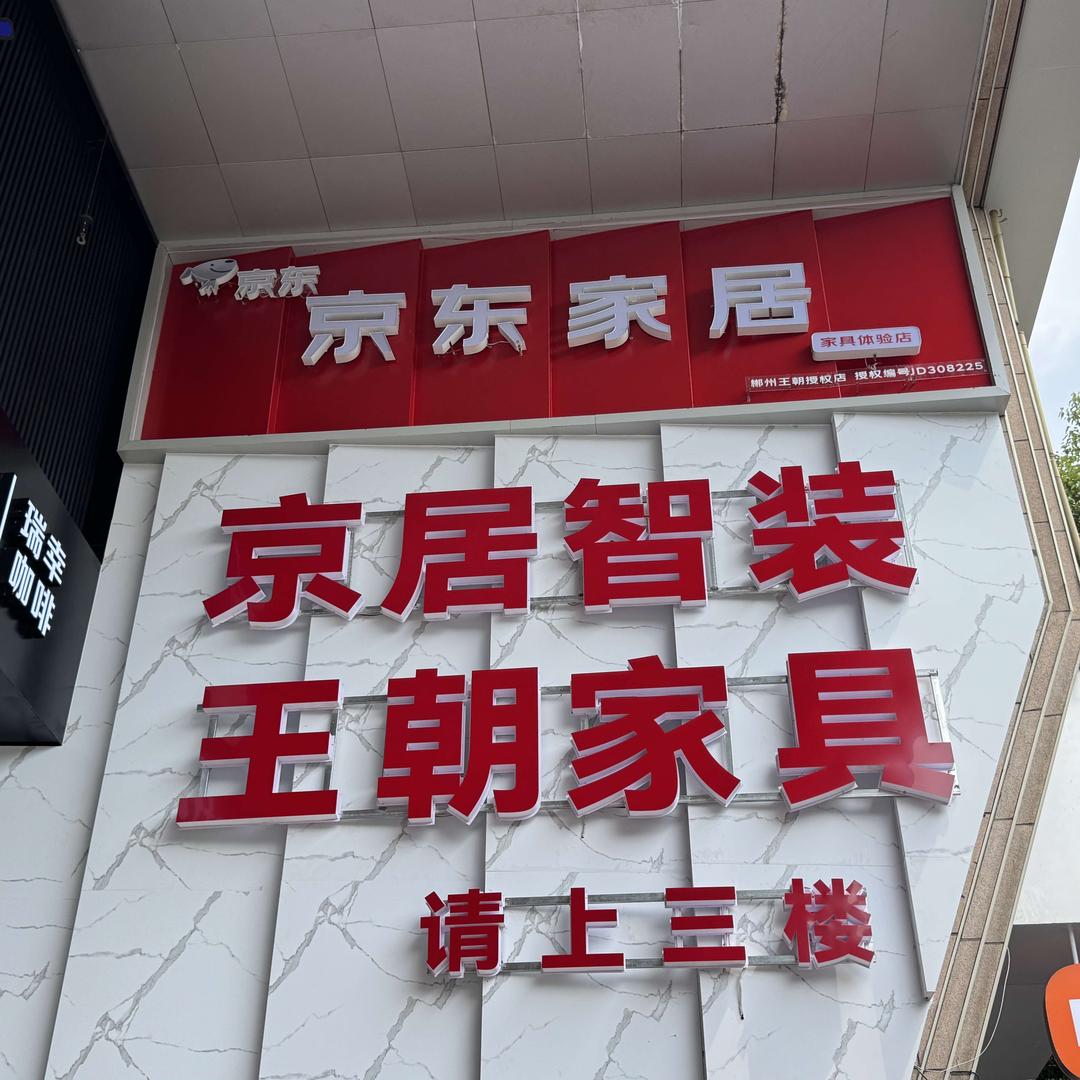 京东
京东家居
家具体验店
郴州王朝授权店 授权编号JD308225
京居智装
王朝家具
请上三楼
瑞幸
咖啡